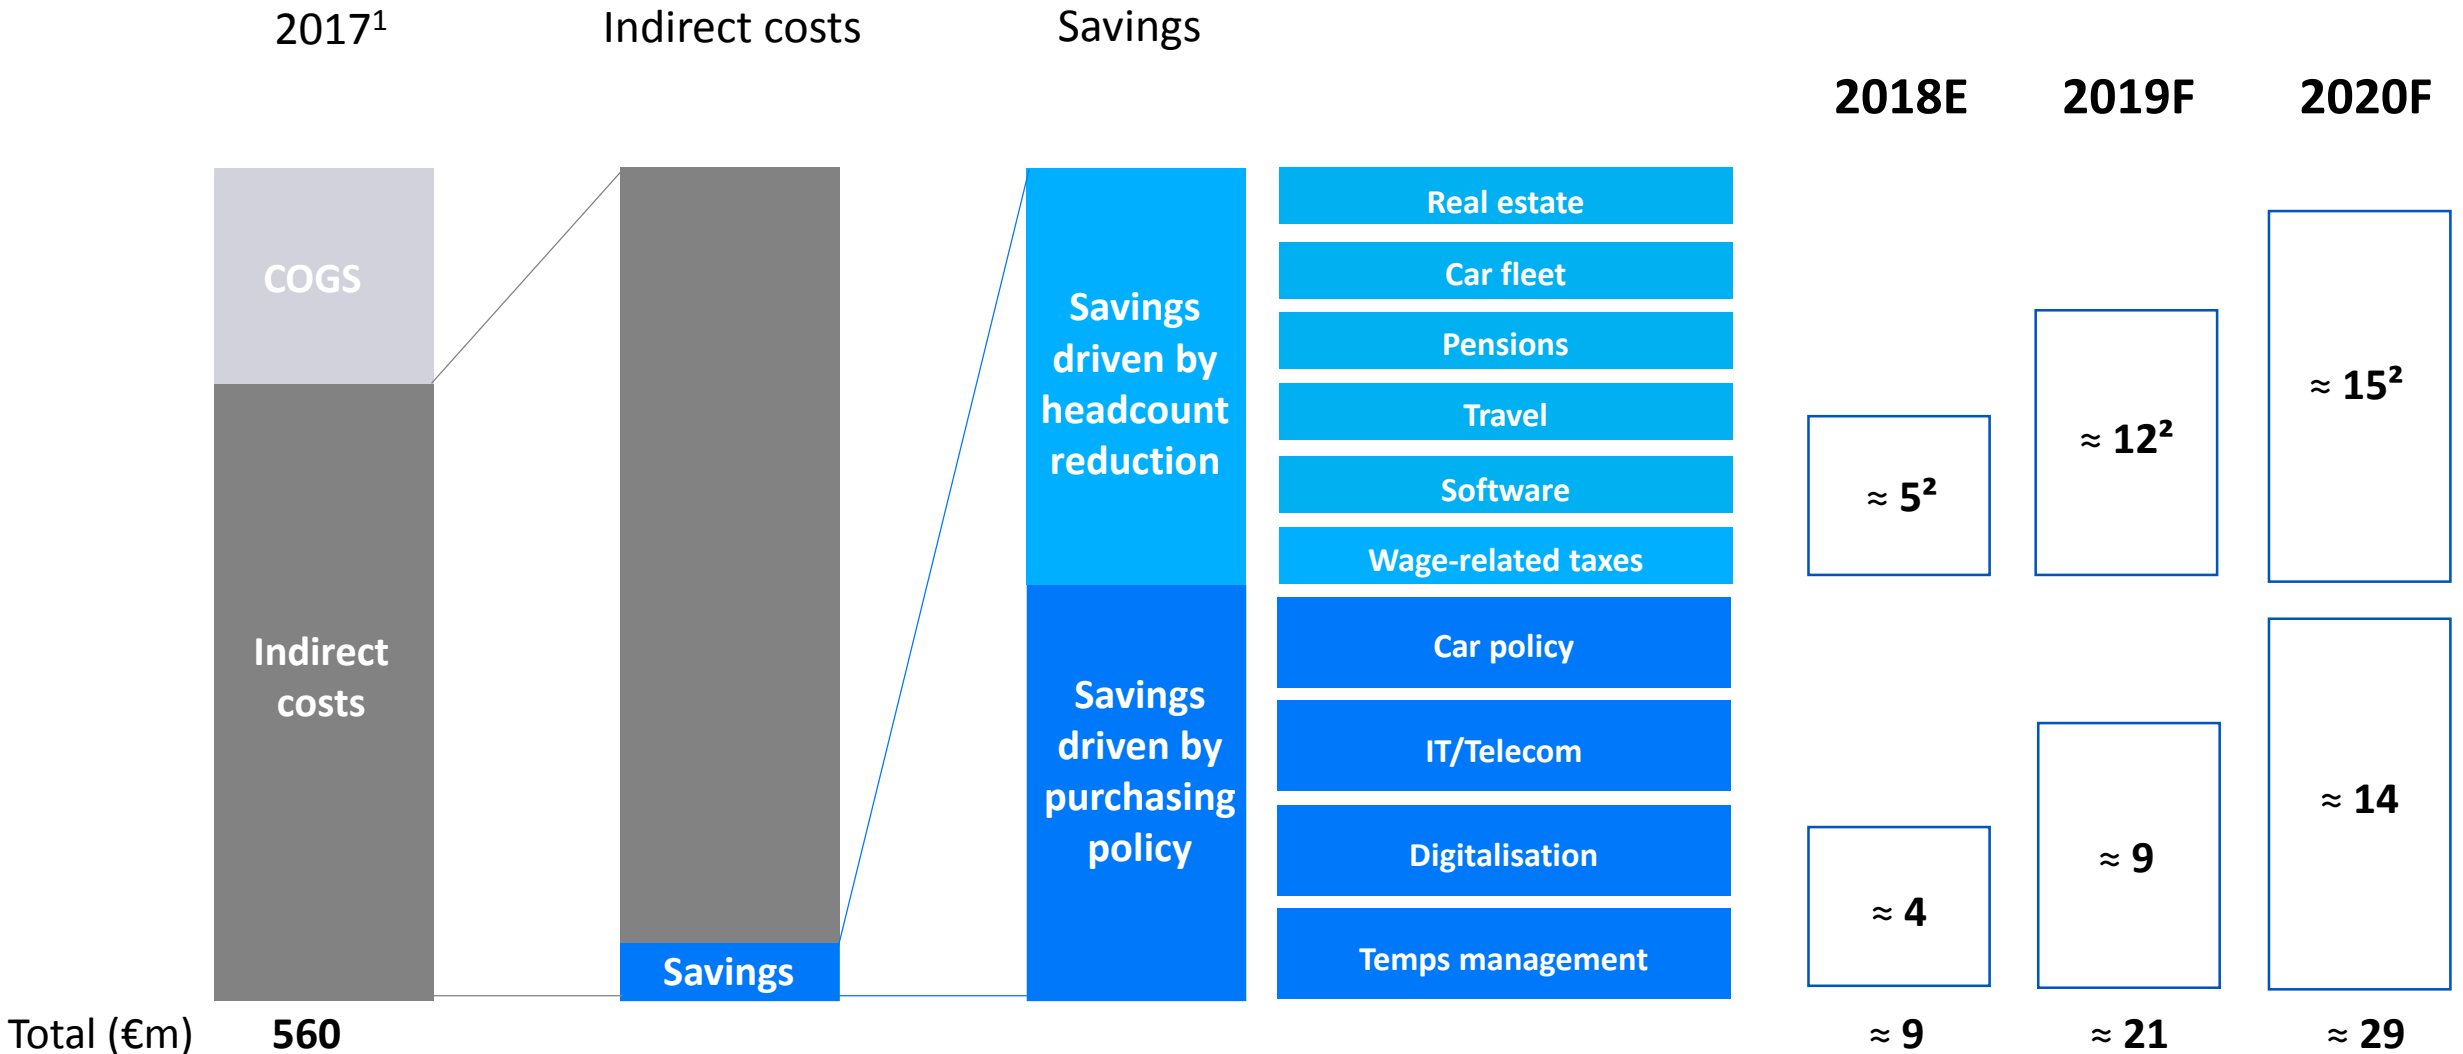 2017¹
Indirect costs
Savings
2018E
2019F
2020F
COGS
Indirect
costs
Savings
Savings
driven by
headcount
reduction
Savings
driven by
purchasing
policy
Real estate
Car fleet
Pensions
Travel
Software
Wage-related taxes
Car policy
IT/Telecom
Digitalisation
Temps management
≈ 5²
≈ 12²
≈ 15²
≈ 4
≈ 9
≈ 14
Total (€m)
560
≈ 9
≈ 21
≈ 29